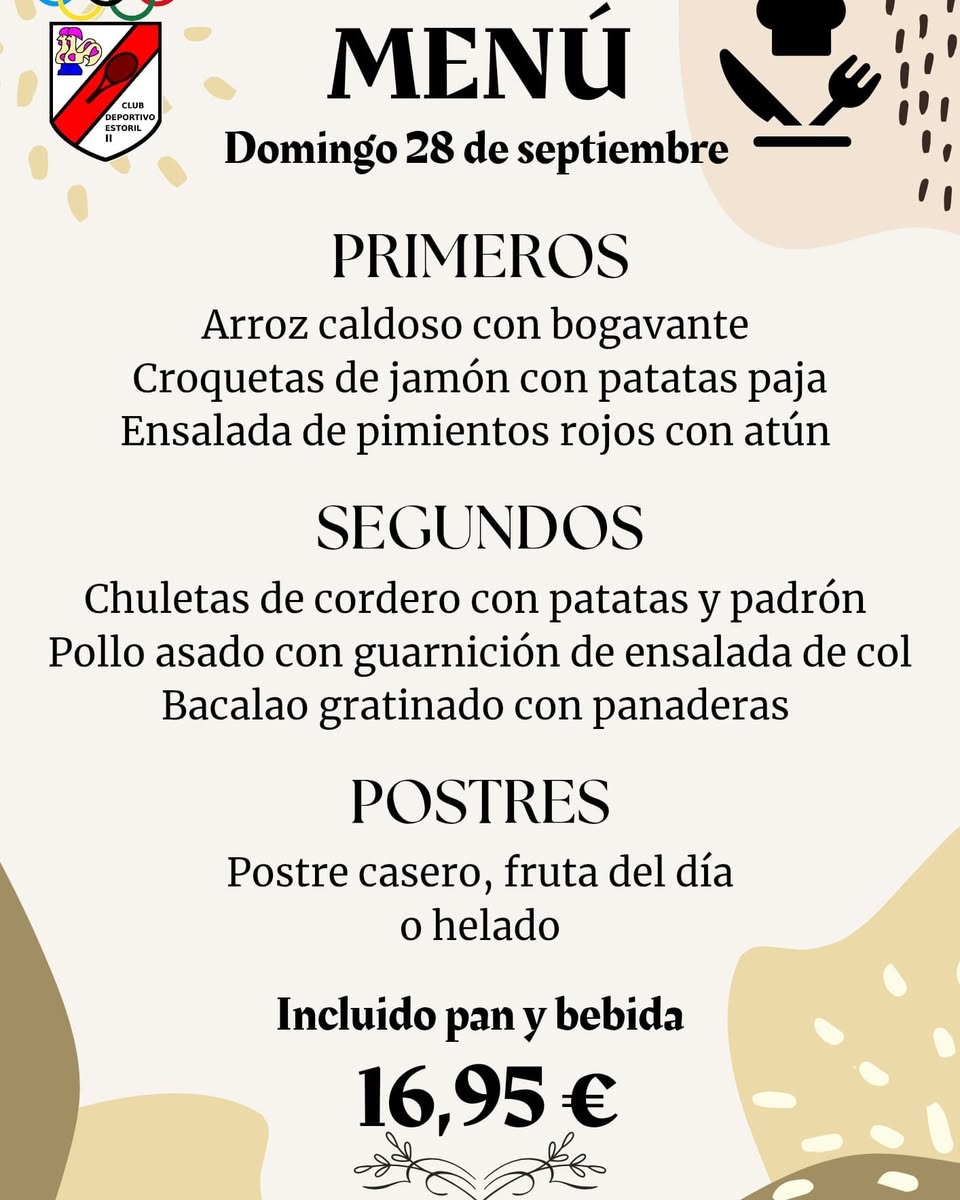 CLUB
DEPORTIVO
ESTORIL
II
MENÚ
Domingo 28 de septiembre
PRIMEROS
Arroz caldoso con bogavante
Croquetas de jamón con patatas paja
Ensalada de pimientos rojos con atún
SEGUNDOS
Chuletas de cordero con patatas y padrón
Pollo asado con guarnición de ensalada de col
Bacalao gratinado con panaderas
POSTRES
Postre casero, fruta del día
o helado
Incluido pan y bebida
16,95 €